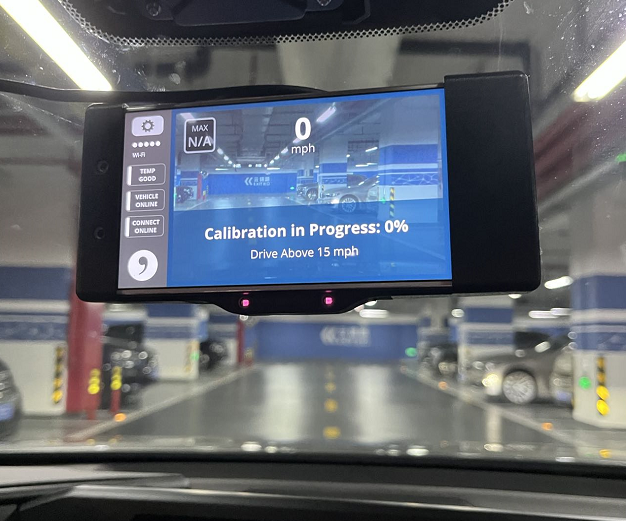 MAX
N/A
0
mph
WI-FI
TEMP
GOOD
VEHICLE
ONLINE
CONNECT
ONLINE
Calibration in Progress: 0%
Drive Above 15 mph